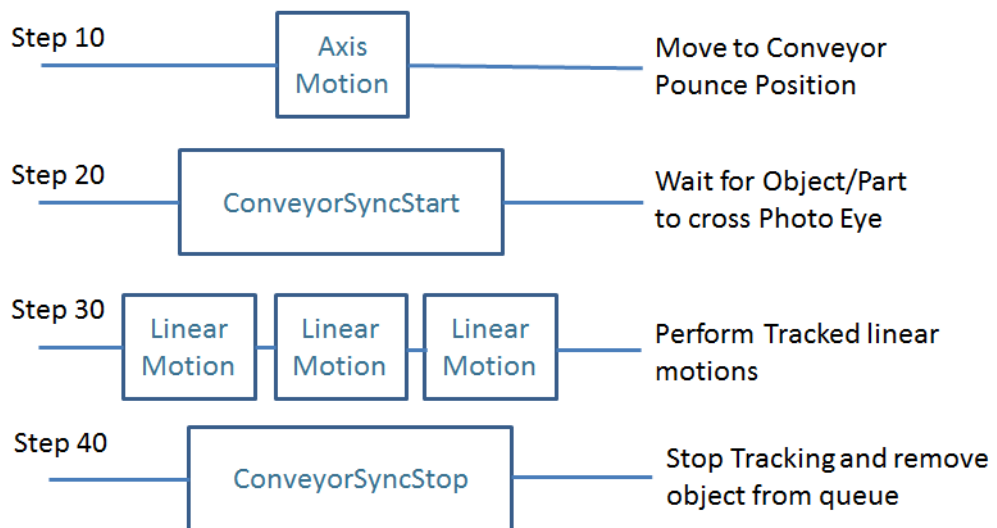 Step 10
Axis
Motion
Move to Conveyor
Pounce Position
Step 20
ConveyorSyncStart
Wait for Object/Part
to cross Photo Eye
Step 30
Linear
Motion
Linear
Motion
Linear
Motion
Perform Tracked linear
motions
Step 40
ConveyorSyncStop
Stop Tracking and remove
object from queue